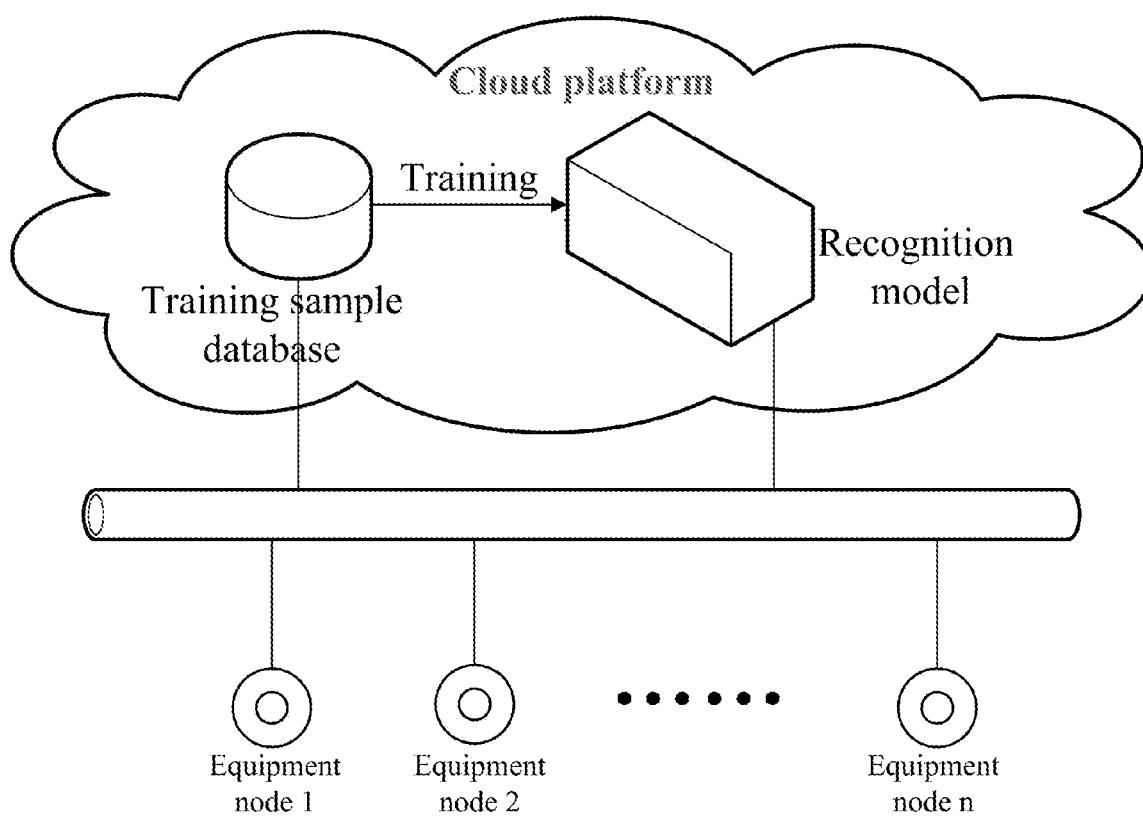 Cloud platform
Training
Recognition
model
Training sample
database
Equipment
node 1
Equipment
node 2
Equipment
node n